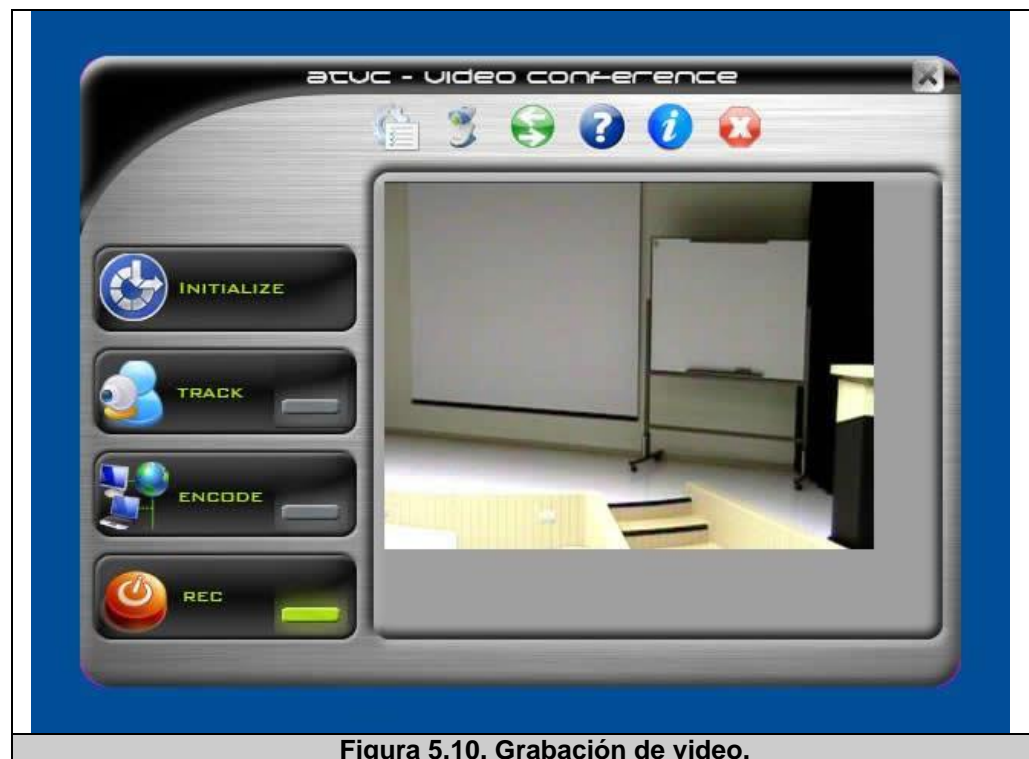 ATVC - VIDEO CONFERENCE
INITIALIZE
TRACK
ENCODE
REC
Figura 5.10. Grabación de video.